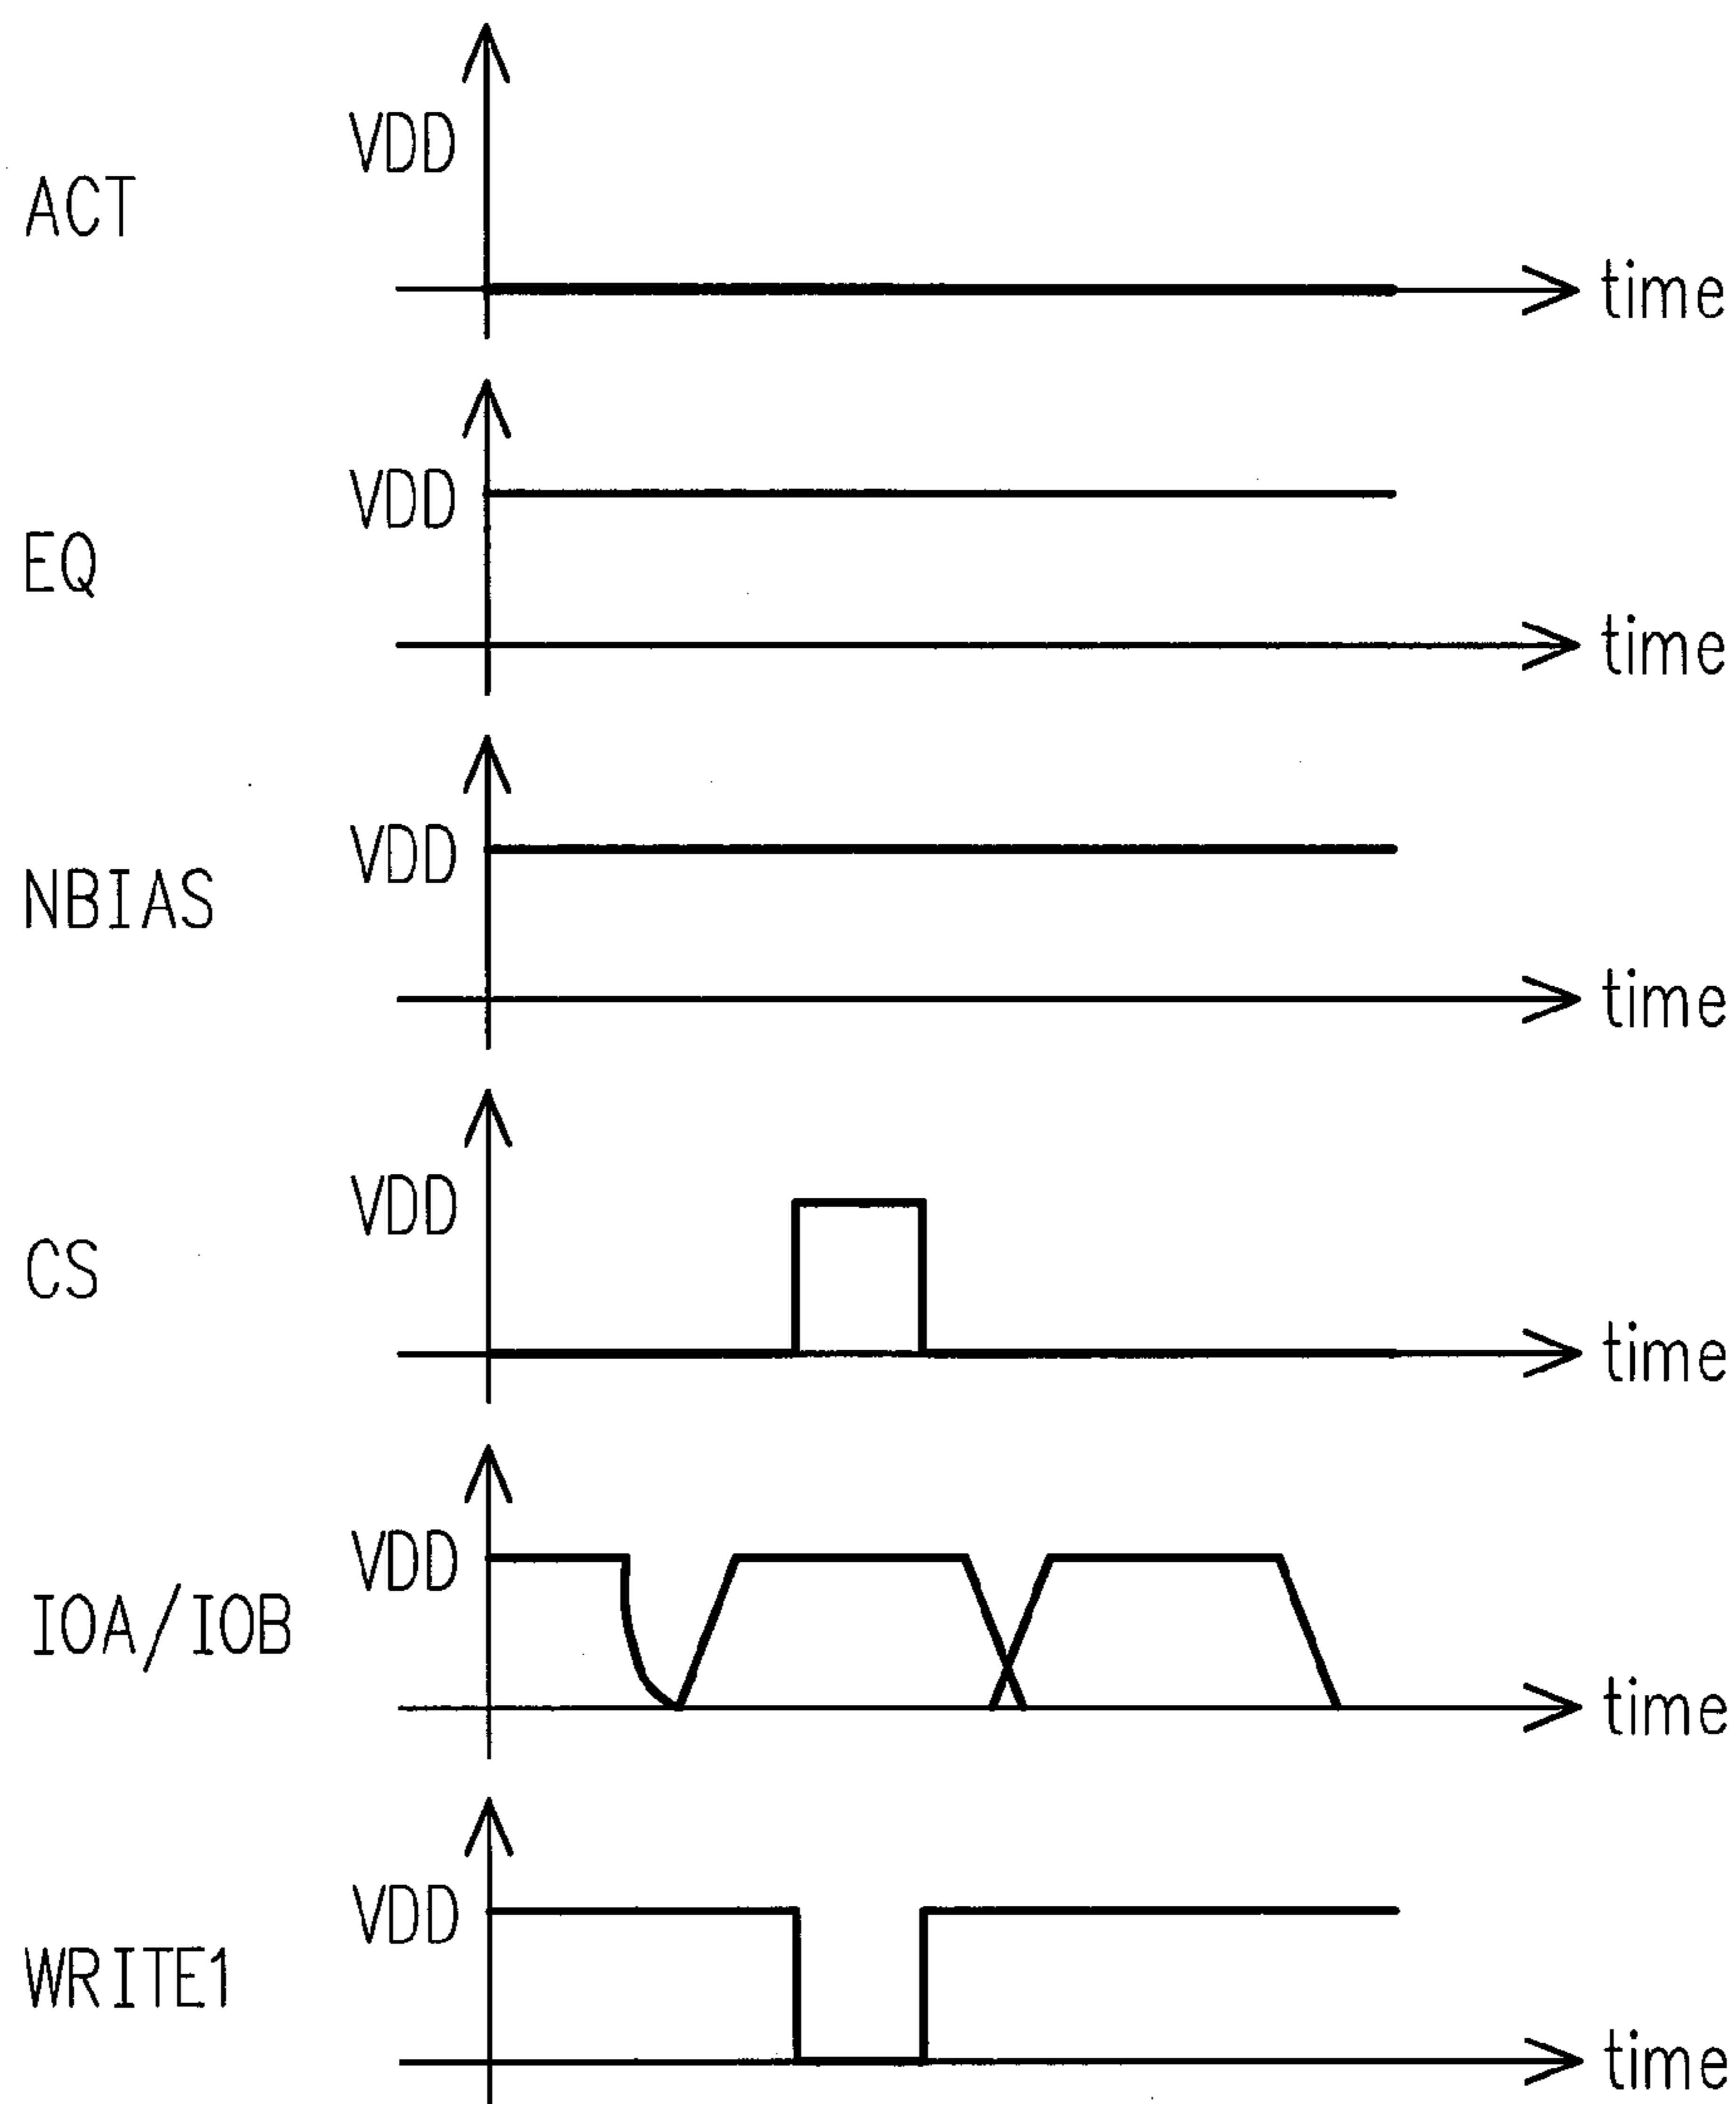 VDD
ACT
time
VDD
EQ
time
VDD
NBIAS
time
VDD
CS
time
VDD
IOA/IOB
time
VDD
WRITE1
time